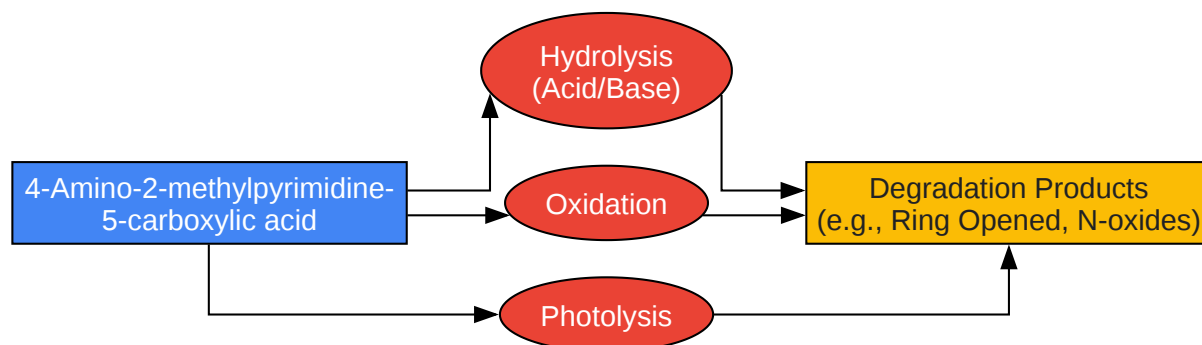 Hydrolysis
(Acid/Base)
4-Amino-2-methylpyrimidine-
5-carboxylic acid
Oxidation
Degradation Products
(e.g., Ring Opened, N-oxides)
Photolysis